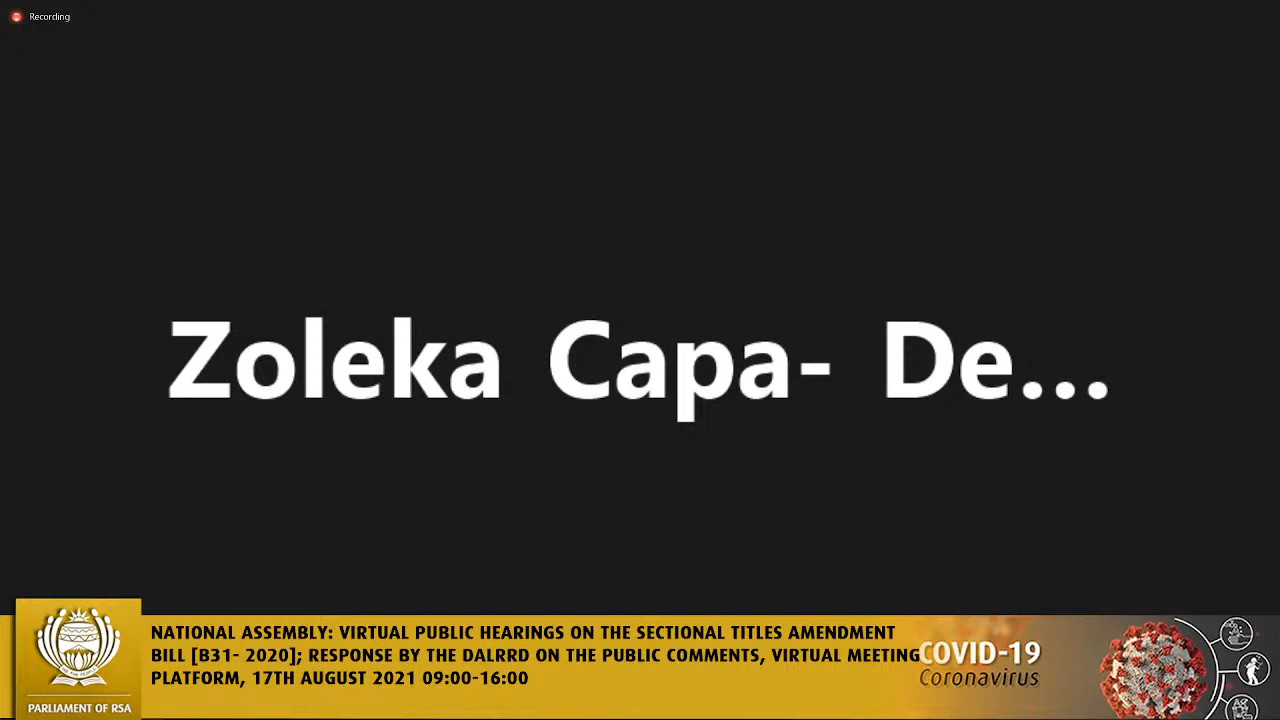 Recording
Zoleka Capa- De...
NATIONAL ASSEMBLY: VIRTUAL PUBLIC HEARINGS ON THE SECTIONAL TITLES AMENDMENT
BILL [B31- 2020]; RESPONSE BY THE DALRRD ON THE PUBLIC COMMENTS, VIRTUAL MEETING
PLATFORM, 17TH AUGUST 2021 09:00-16:00
COVID-19
Coronavirus
PARLIAMENT OF RSA